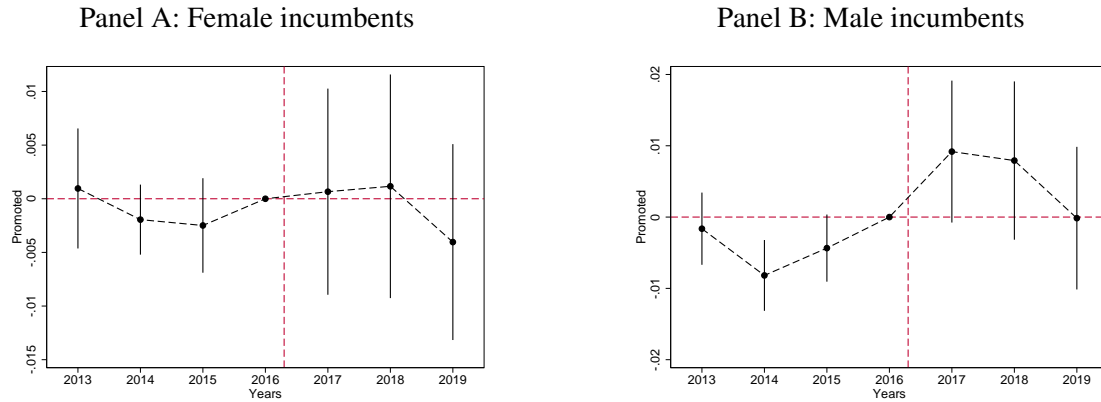 Panel A: Female incumbents
.01
.005
0
-.005
-.01
-.015
Promoted
2013 2014 2015 2016 2017 2018 2019
Years
Panel B: Male incumbents
.02
.01
0
-.01
-.02
Promoted
2013 2014 2015 2016 2017 2018 2019
Years